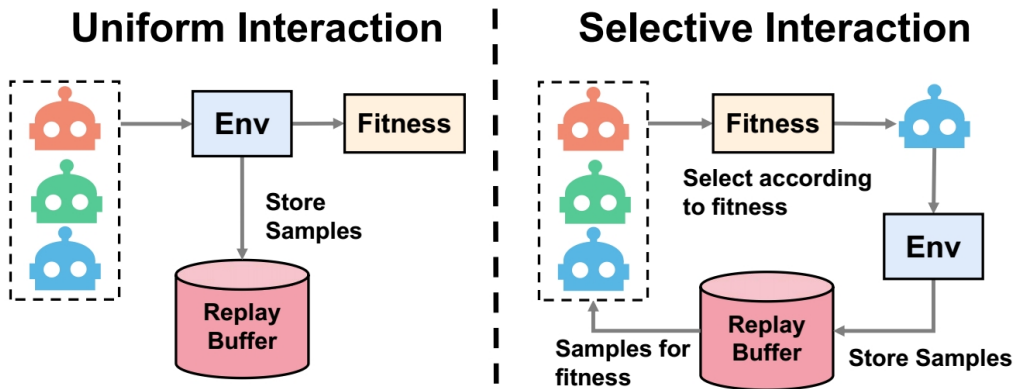 Uniform Interaction
Env
Fitness
Store
Samples
Replay
Buffer
Selective Interaction
Fitness
Select according
to fitness
Env
Replay
Buffer
Store Samples
Samples for
fitness